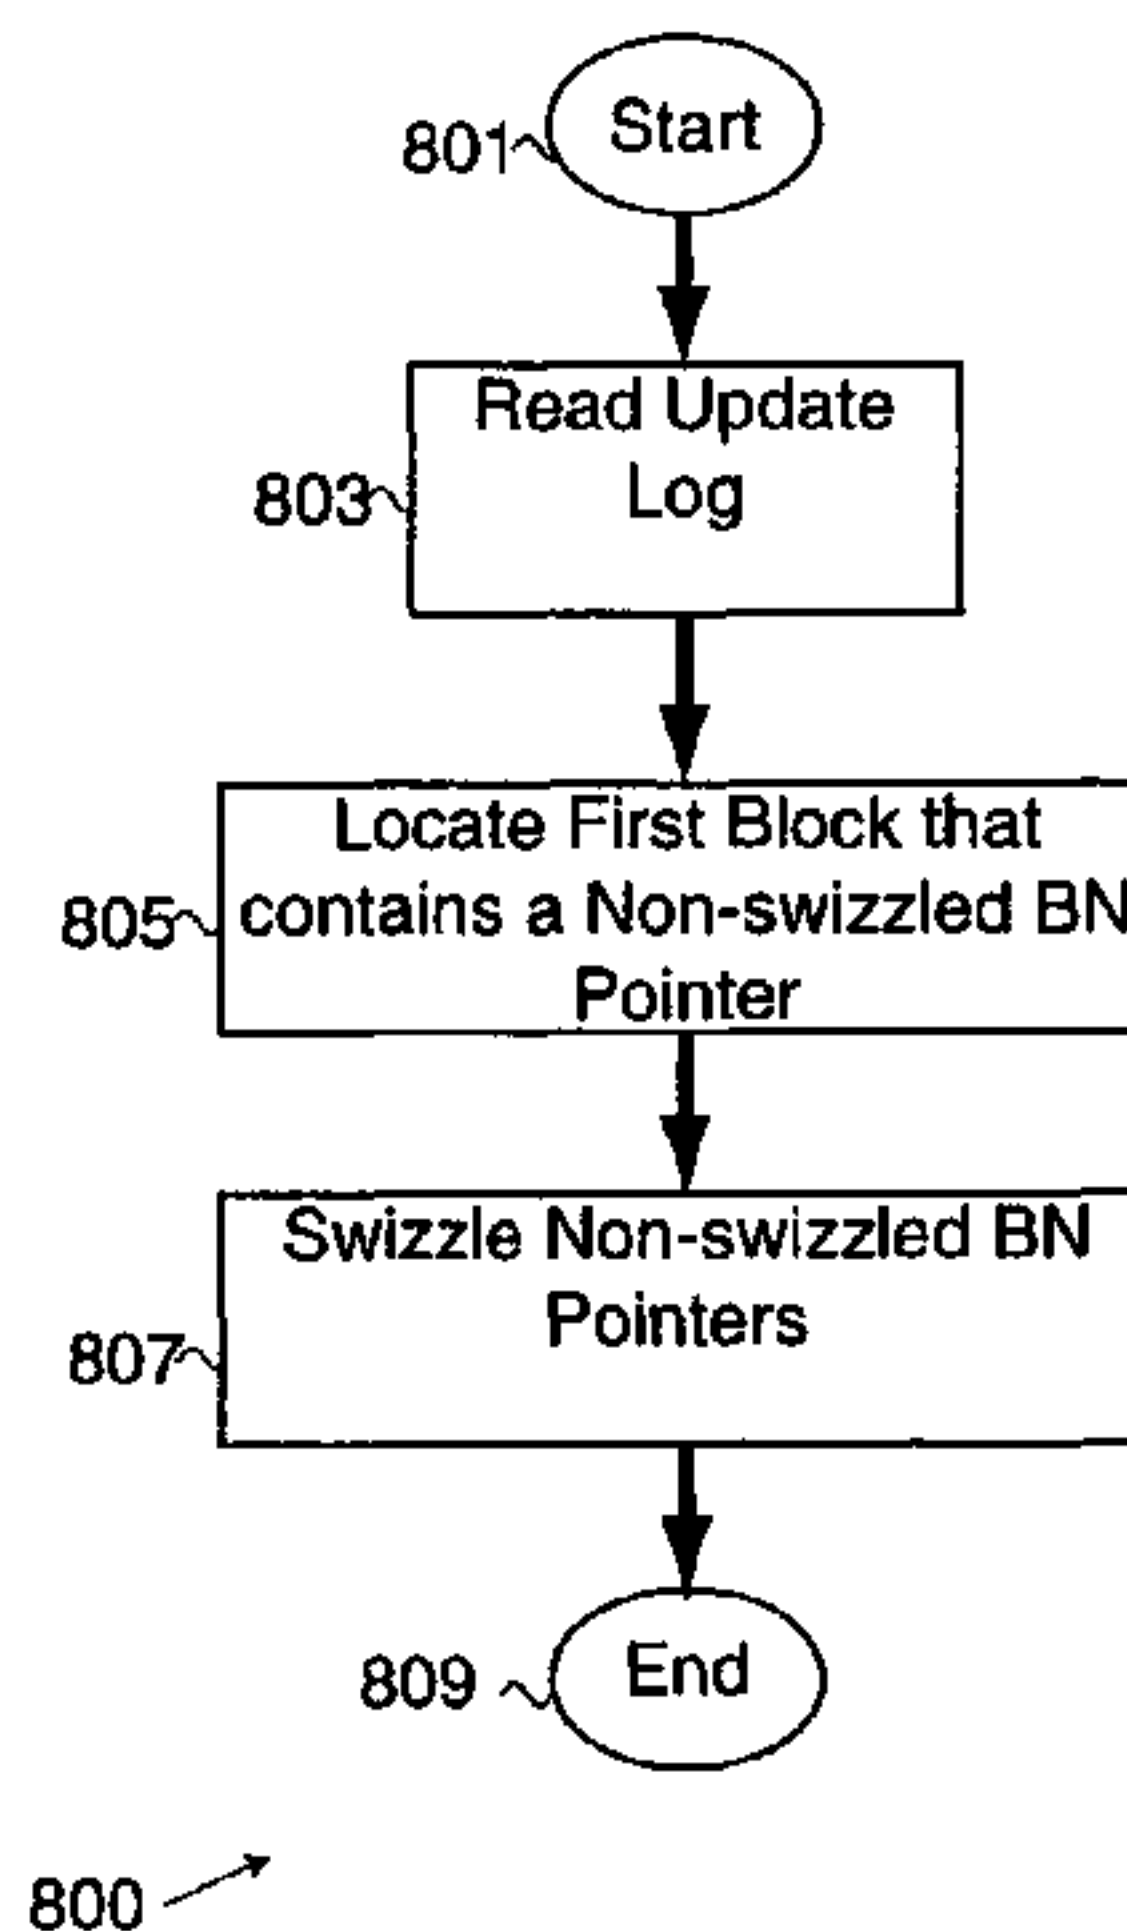 801
Start
803
Read Update
Log
805
Locate First Block that
contains a Non-swizzled BN
Pointer
807
Swizzle Non-swizzled BN
Pointers
809
End
800